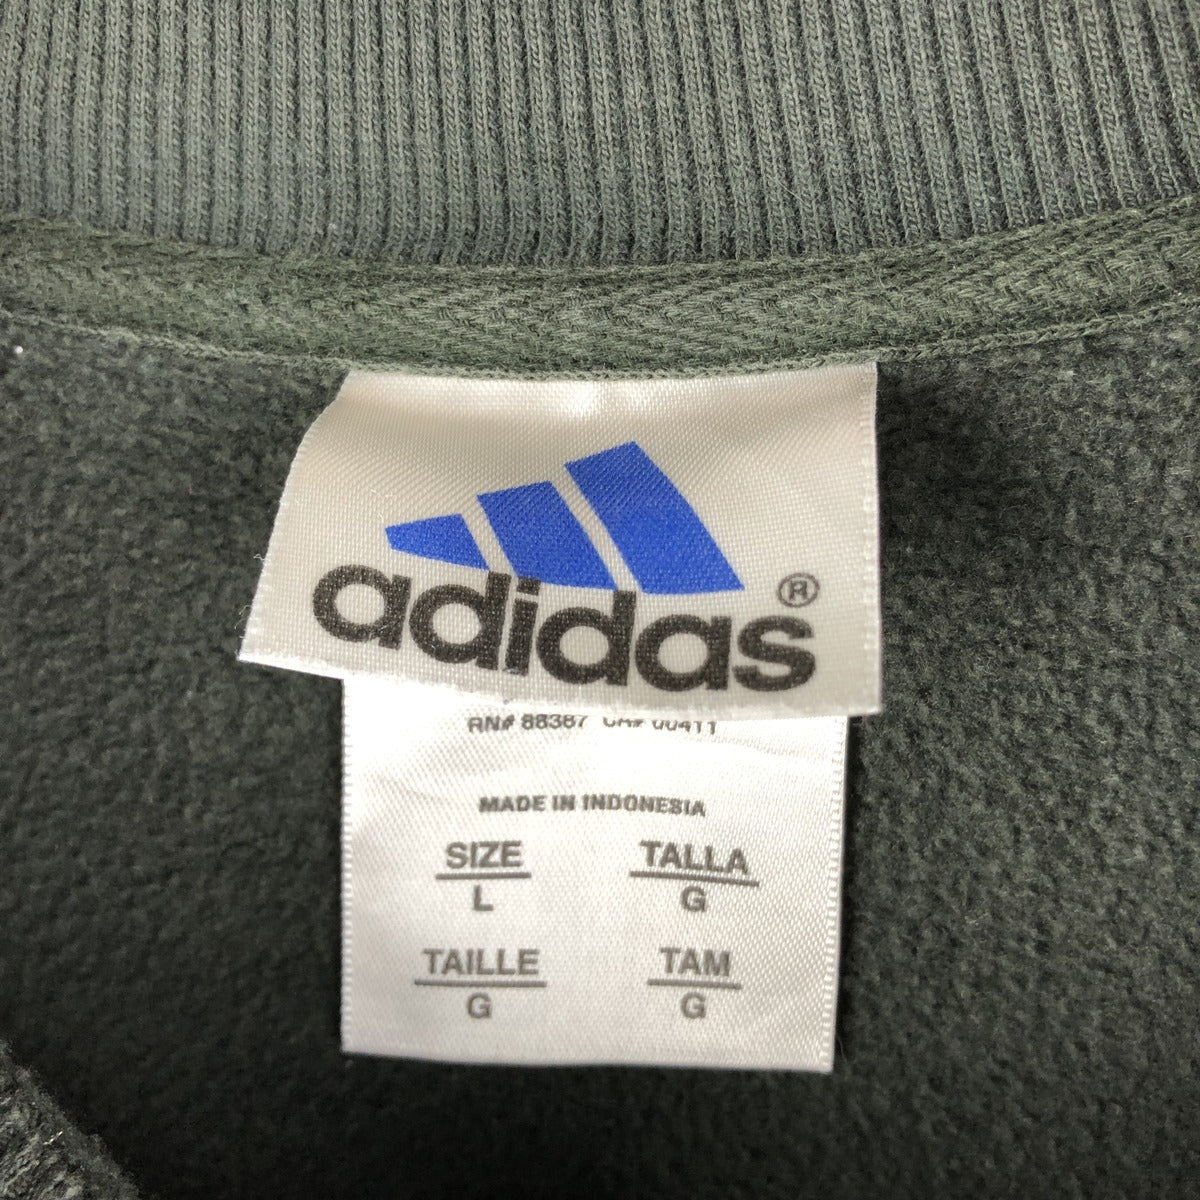 adidas®
RN# 88387 CA# 00411
MADE IN INDONESIA
SIZE TALLA
L G
TAILLE TAM
G G